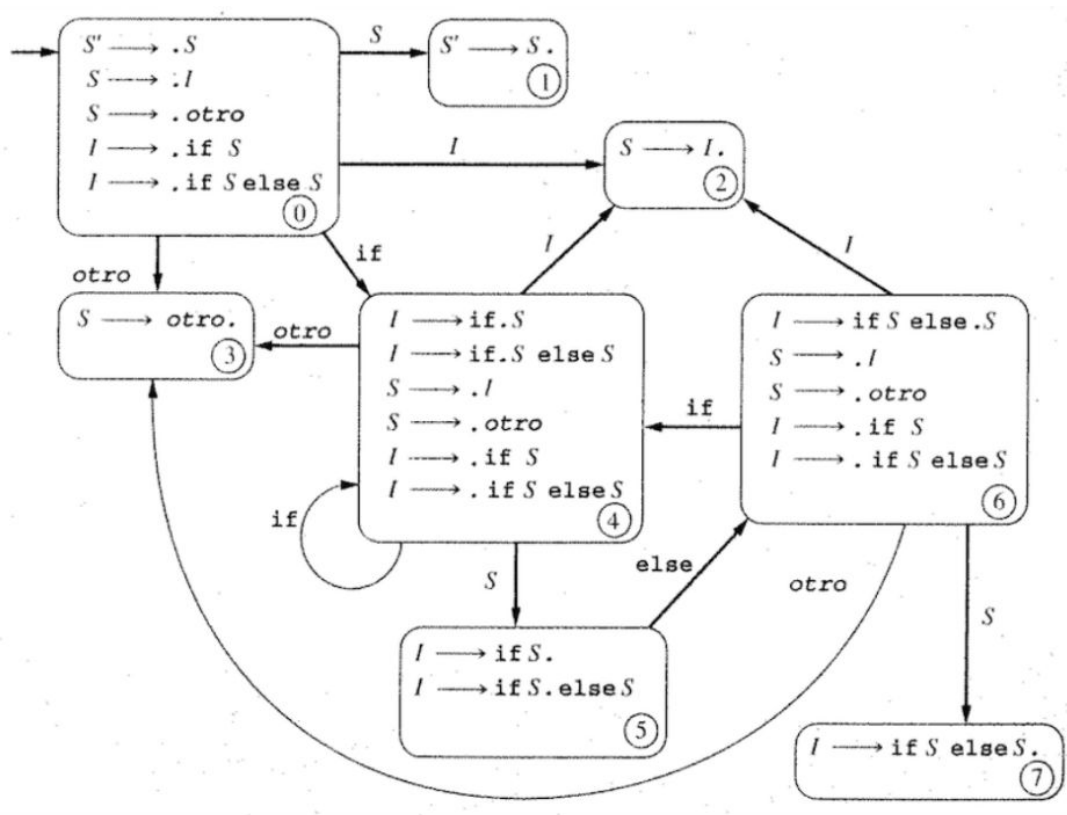 S' ⟶ .S
S ⟶ .I
S ⟶ .otro
I ⟶ .if S
I ⟶ .if S else S
0
S
S' ⟶ S.
1
I
S ⟶ I.
2
otro
if
I
I
S ⟶ otro.
3
otro
I ⟶ if.S
I ⟶ if.S else S
S ⟶ .I
S ⟶ .otro
I ⟶ .if S
I ⟶ .if S else S
4
if
I ⟶ if S else.S
S ⟶ .I
S ⟶ .otro
I ⟶ .if S
I ⟶ .if S else S
6
if
S
else
otro
S
I ⟶ if S.
I ⟶ if S.else S
5
I ⟶ if S else S.
7